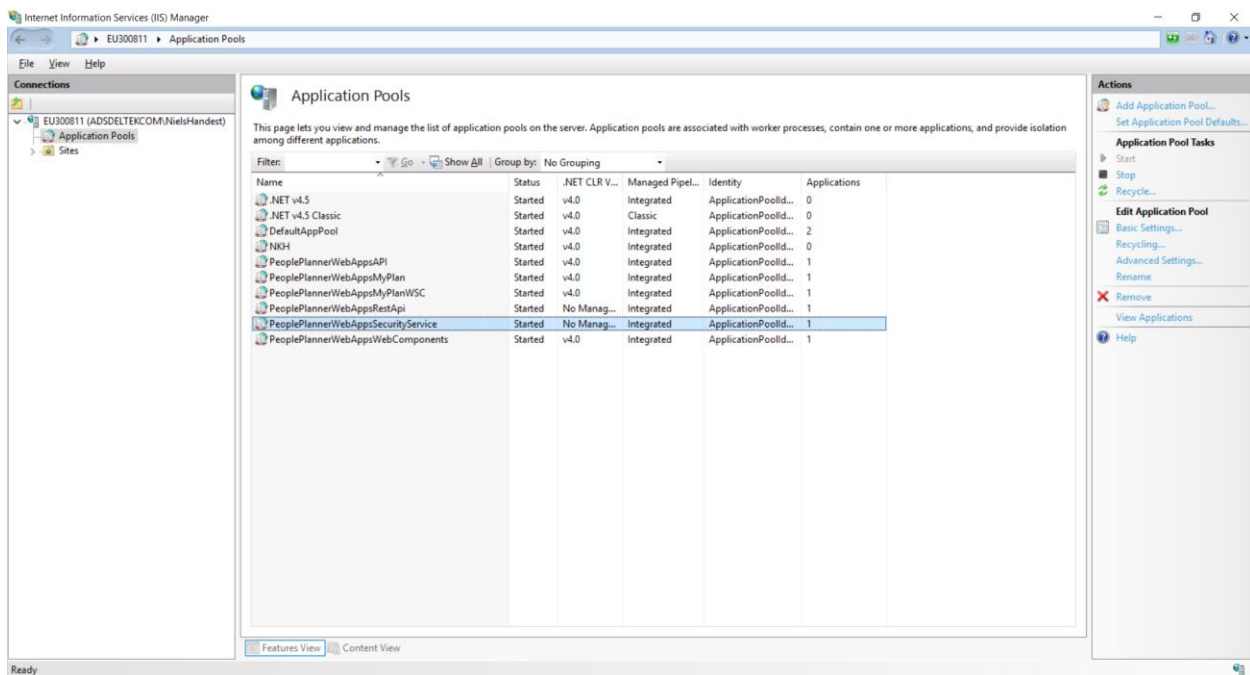 Internet Information Services (IIS) Manager
EU300811 Application Pools
File View Help
Connections
EU300811 (ADSDELTEKCOM\NielsHandest)
Application Pools
Sites
Application Pools
This page lets you view and manage the list of application pools on the server. Application pools are associated with worker processes, contain one or more applications, and provide isolation
among different applications.
Filter: Go Show All Group by: No Grouping
Name Status .NET CLR V... Managed Pipel... Identity Applications
.NET v4.5 Started v4.0 Integrated ApplicationPoolId... 0
.NET v4.5 Classic Started v4.0 Classic ApplicationPoolId... 0
DefaultAppPool Started v4.0 Integrated ApplicationPoolId... 2
NKH Started v4.0 Integrated ApplicationPoolId... 0
PeoplePlannerWebAppsAPI Started v4.0 Integrated ApplicationPoolId... 1
PeoplePlannerWebAppsMyPlan Started v4.0 Integrated ApplicationPoolId... 1
PeoplePlannerWebAppsMyPlanWSC Started v4.0 Integrated ApplicationPoolId... 1
PeoplePlannerWebAppsRestApi Started No Manag... Integrated ApplicationPoolId... 1
PeoplePlannerWebAppsSecurityService Started No Manag... Integrated ApplicationPoolId... 1
PeoplePlannerWebAppsWebComponents Started v4.0 Integrated ApplicationPoolId... 1
Features View Content View
Actions
Add Application Pool...
Set Application Pool Defaults...
Application Pool Tasks
Start
Stop
Recycle...
Edit Application Pool
Basic Settings...
Recycling...
Advanced Settings...
Rename
Remove
View Applications
Help
Ready